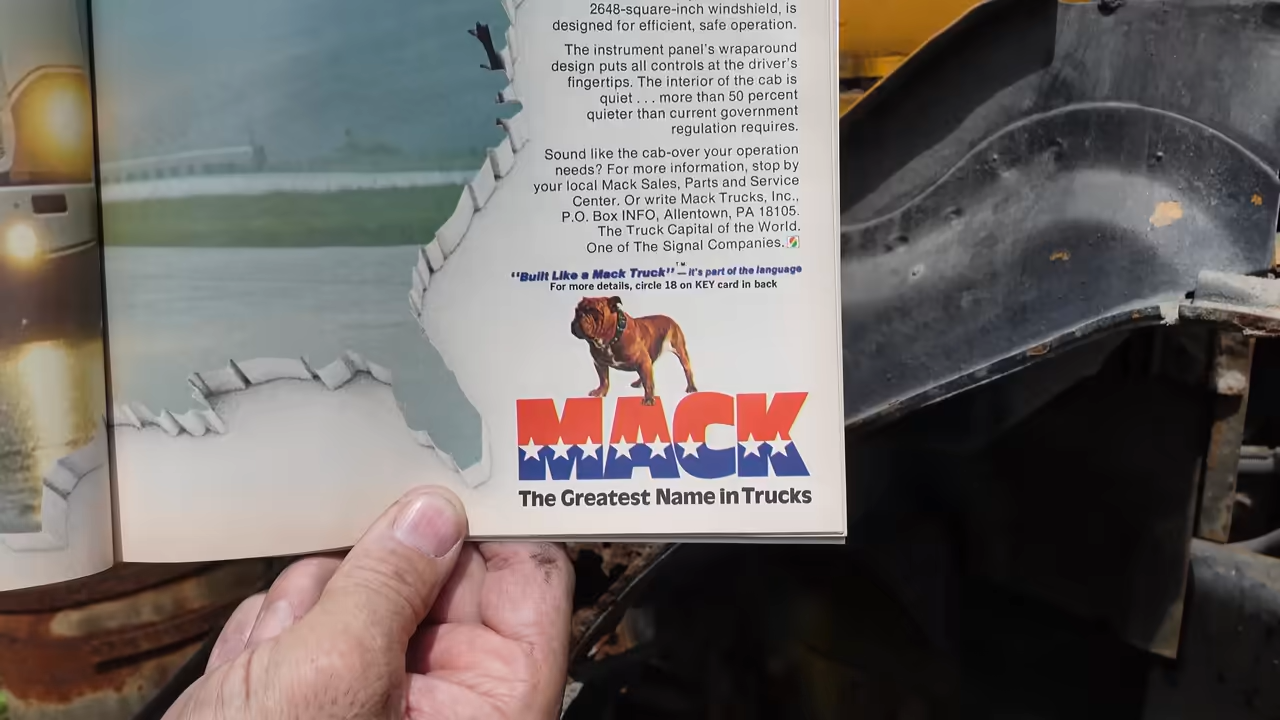 2648-square-inch windshield, is
designed for efficient, safe operation.
The instrument panel's wraparound
design puts all controls at the driver's
fingertips. The interior of the cab is
quiet . . . more than 50 percent
quieter than current government
regulation requires.
Sound like the cab-over your operation
needs? For more information, stop by
your local Mack Sales, Parts and Service
Center. Or write Mack Trucks, Inc.,
P.O. Box INFO, Allentown, PA 18105.
The Truck Capital of the World.
One of The Signal Companies.
"Built Like a Mack Truck"™—it's part of the language
For more details, circle 18 on KEY card in back
MACK
The Greatest Name in Trucks